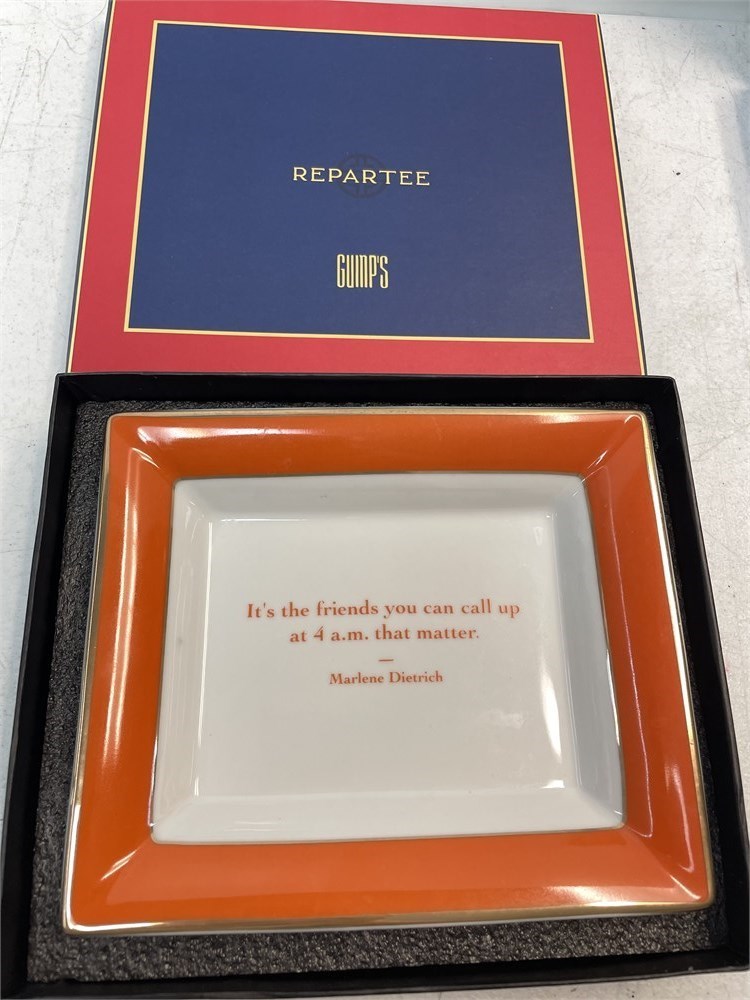 REPARTEE
GUMP'S
It's the friends you can call up
at 4 a.m. that matter.
—
Marlene Dietrich